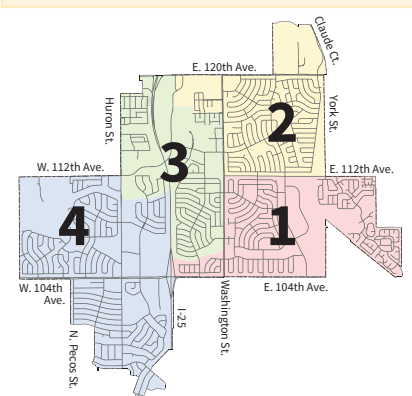 Claude Ct.
E. 120th Ave.
Huron St.
York St.
2
3
W. 112th Ave.
E. 112th Ave.
4
1
W. 104th
Ave.
E. 104th Ave.
I-25
Washington St.
N. Pecos St.